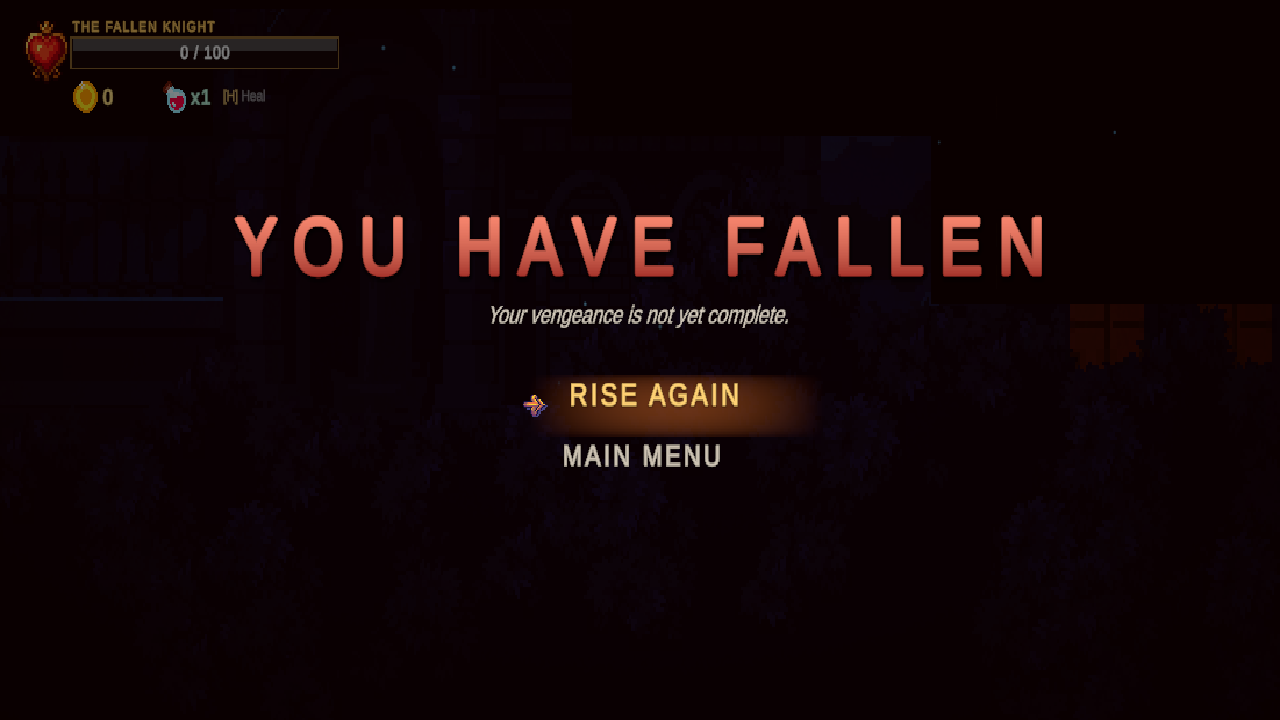 THE FALLEN KNIGHT
0 / 100
0
x1
[H] Heal
YOU HAVE FALLEN
Your vengeance is not yet complete.
RISE AGAIN
MAIN MENU